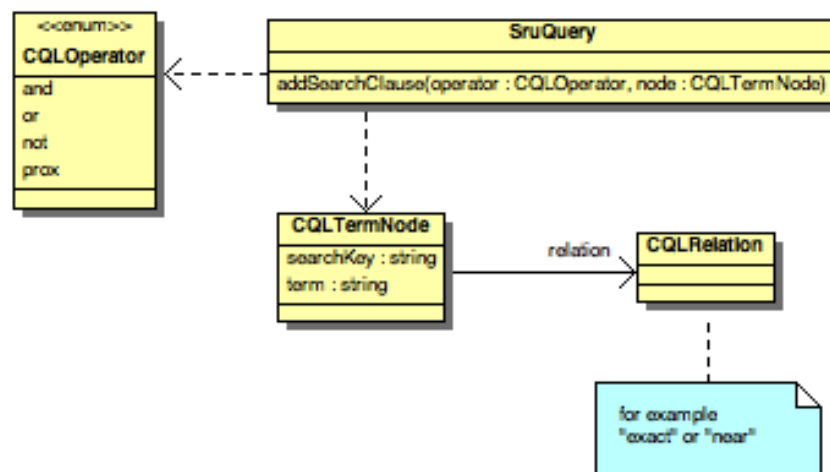 <<enum>>
CQLOperator
and
or
not
prox
SruQuery
addSearchClause(operator : CQLOperator, node : CQLTermNode)
CQLTermNode
searchKey : string
term : string
relation
CQLRelation
for example
"exact" or "near"